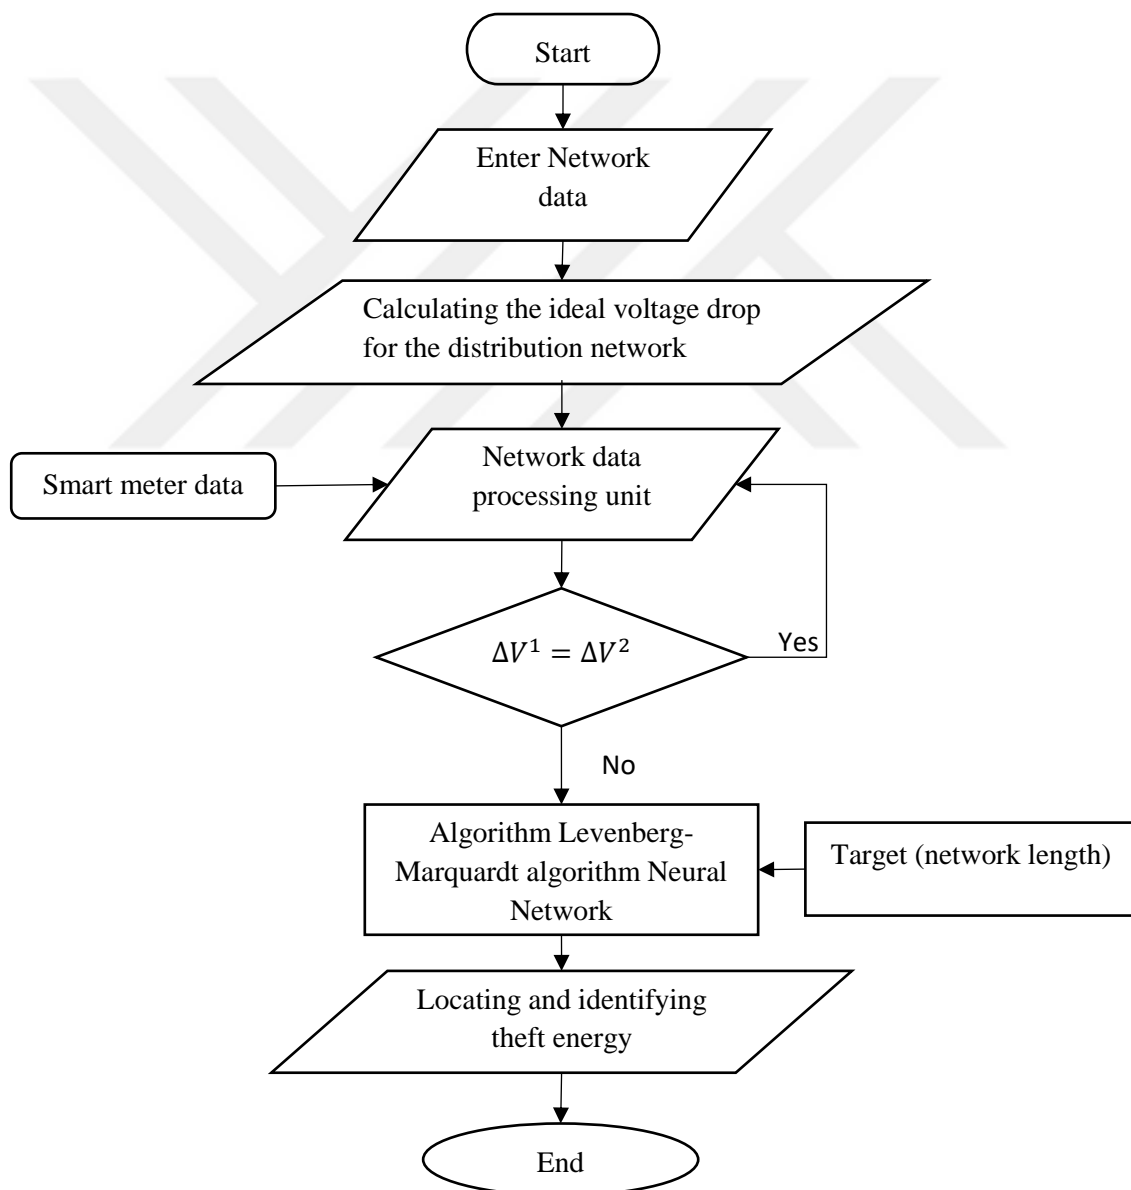 Start
Enter Network
data
Calculating the ideal voltage drop
for the distribution network
Network data
processing unit
Smart meter data
ΔV¹ = ΔV²
Yes
No
Algorithm Levenberg-
Marquardt algorithm Neural
Network
Target (network length)
Locating and identifying
theft energy
End